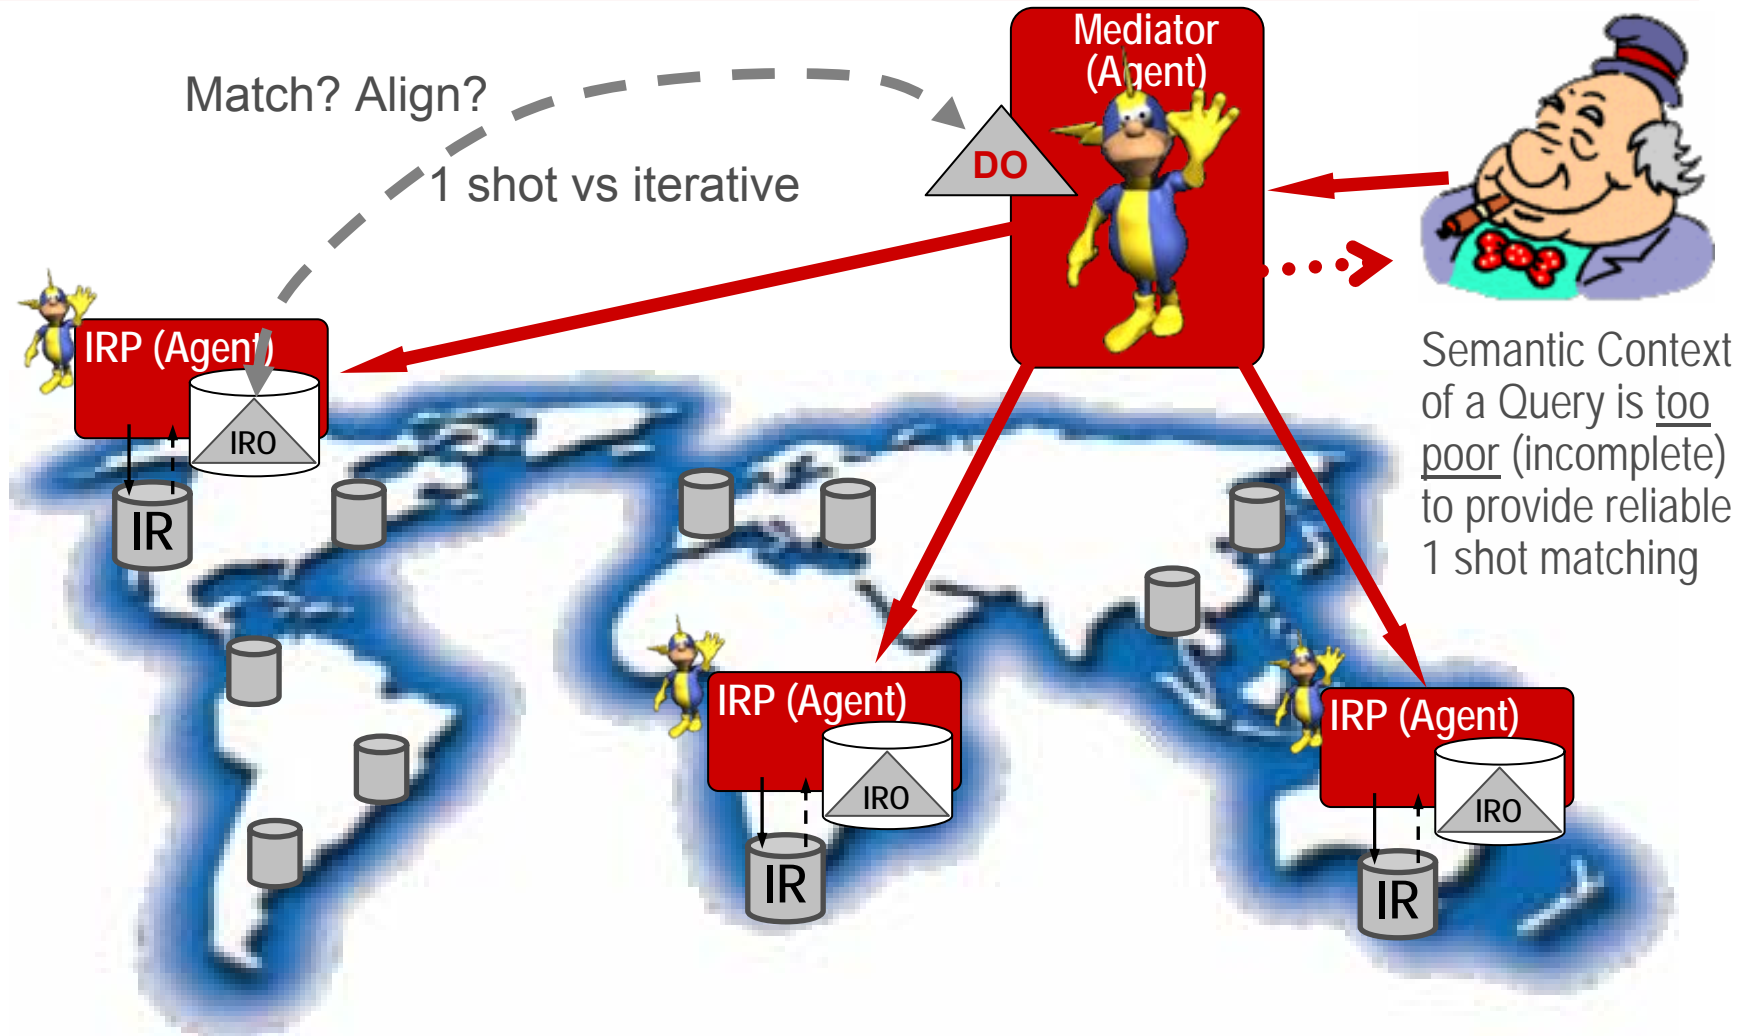 Mediator
(Agent)
Match? Align?
DO
1 shot vs iterative
IRP (Agent)
IRO
IR
Semantic Context
of a Query is too
poor (incomplete)
to provide reliable
1 shot matching
IRP (Agent)
IRO
IR
IRP (Agent)
IRO
IR